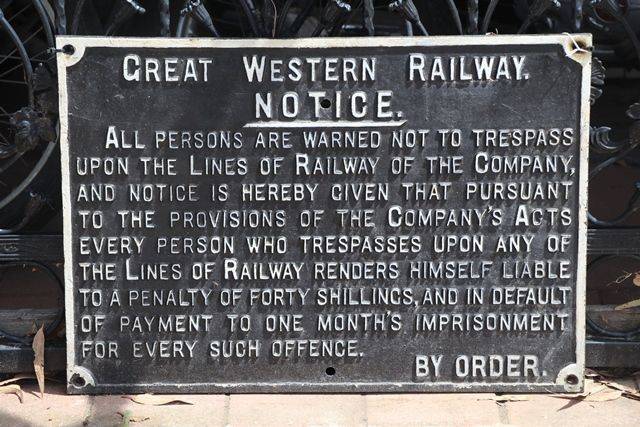 GREAT WESTERN RAILWAY.
NOTICE.
ALL PERSONS ARE WARNED NOT TO TRESPASS
UPON THE LINES OF RAILWAY OF THE COMPANY,
AND NOTICE IS HEREBY GIVEN THAT PURSUANT
TO THE PROVISIONS OF THE COMPANY'S ACTS
EVERY PERSON WHO TRESPASSES UPON ANY OF
THE LINES OF RAILWAY RENDERS HIMSELF LIABLE
TO A PENALTY OF FORTY SHILLINGS, AND IN DEFAULT
OF PAYMENT TO ONE MONTH'S IMPRISONMENT
FOR EVERY SUCH OFFENCE.
BY ORDER.